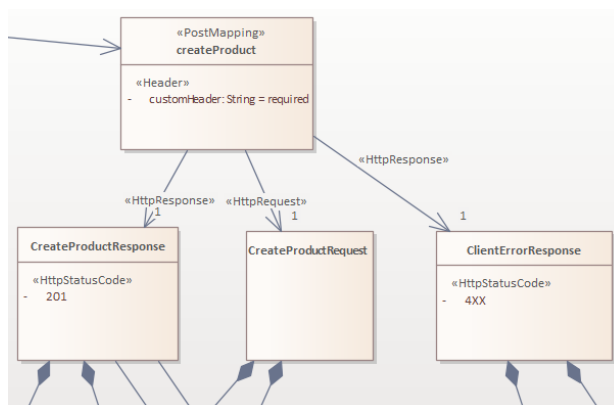 «PostMapping»
createProduct
«Header»
- customHeader: String = required
«HttpResponse»
«HttpResponse»
«HttpRequest»
1
1
1
CreateProductResponse
CreateProductRequest
ClientErrorResponse
«HttpStatusCode»
- 201
«HttpStatusCode»
- 4XX